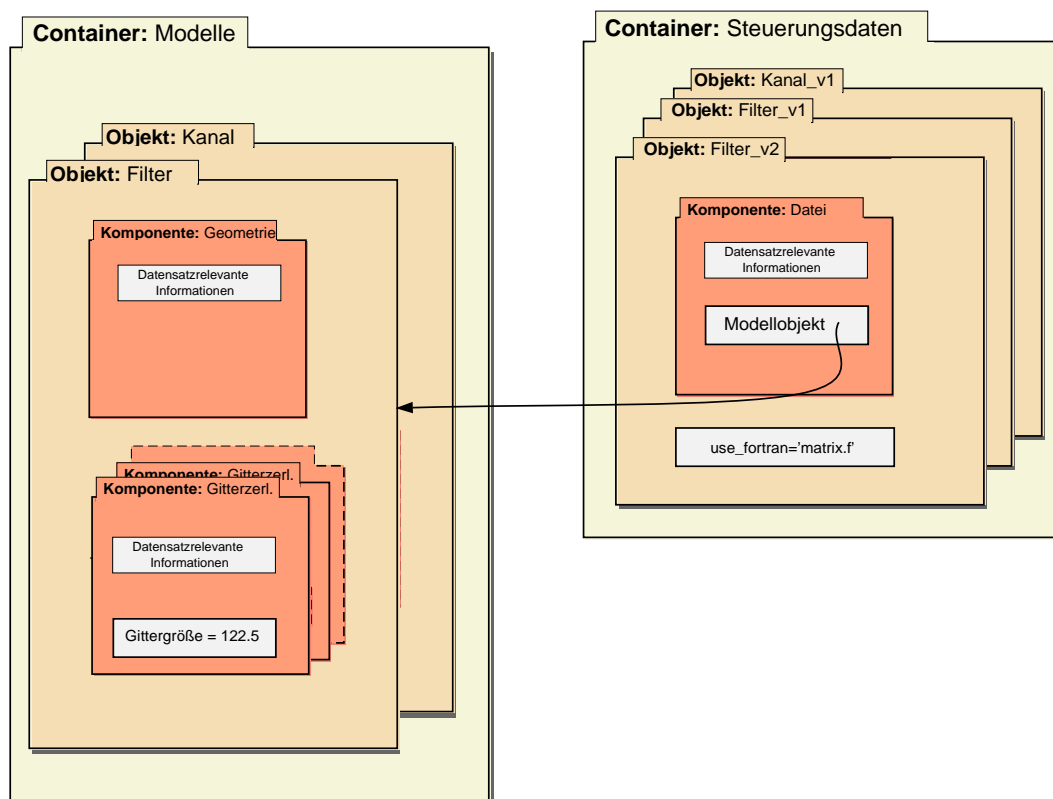 Container: Modelle
Objekt: Kanal
Objekt: Filter
Komponente: Geometrie
Datensatzrelevante
Informationen
Komponente: Gitterzerl.
Komponente: Gitterzerl.
Datensatzrelevante
Informationen
Gittergröße = 122.5
Container: Steuerungsdaten
Objekt: Kanal_v1
Objekt: Filter_v1
Objekt: Filter_v2
Komponente: Datei
Datensatzrelevante
Informationen
Modellobjekt
use_fortran=’matrix.f’